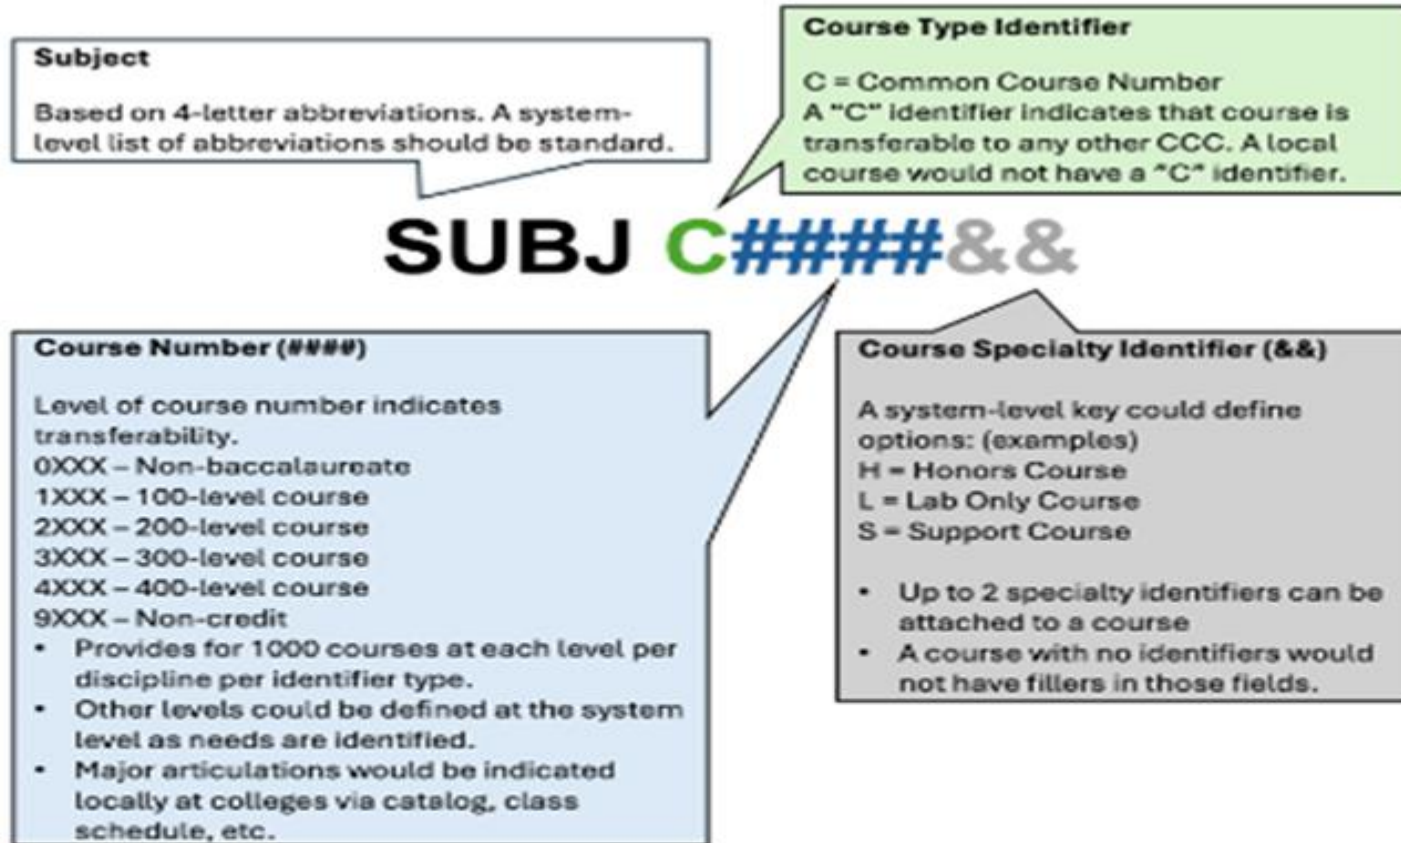 Subject
Based on 4-letter abbreviations. A system-
level list of abbreviations should be standard.
Course Type Identifier
C = Common Course Number
A "C" identifier indicates that course is
transferable to any other CCC. A local
course would not have a "C" identifier.
SUBJ C####&&
Course Number (####)
Level of course number indicates
transferability.
0XXX – Non-baccalaureate
1XXX – 100-level course
2XXX – 200-level course
3XXX – 300-level course
4XXX – 400-level course
9XXX – Non-credit
• Provides for 1000 courses at each level per
discipline per identifier type.
• Other levels could be defined at the system
level as needs are identified.
• Major articulations would be indicated
locally at colleges via catalog, class
schedule, etc.
Course Specialty Identifier (&&)
A system-level key could define
options: (examples)
H = Honors Course
L = Lab Only Course
S = Support Course
• Up to 2 specialty identifiers can be
attached to a course
• A course with no identifiers would
not have fillers in those fields.